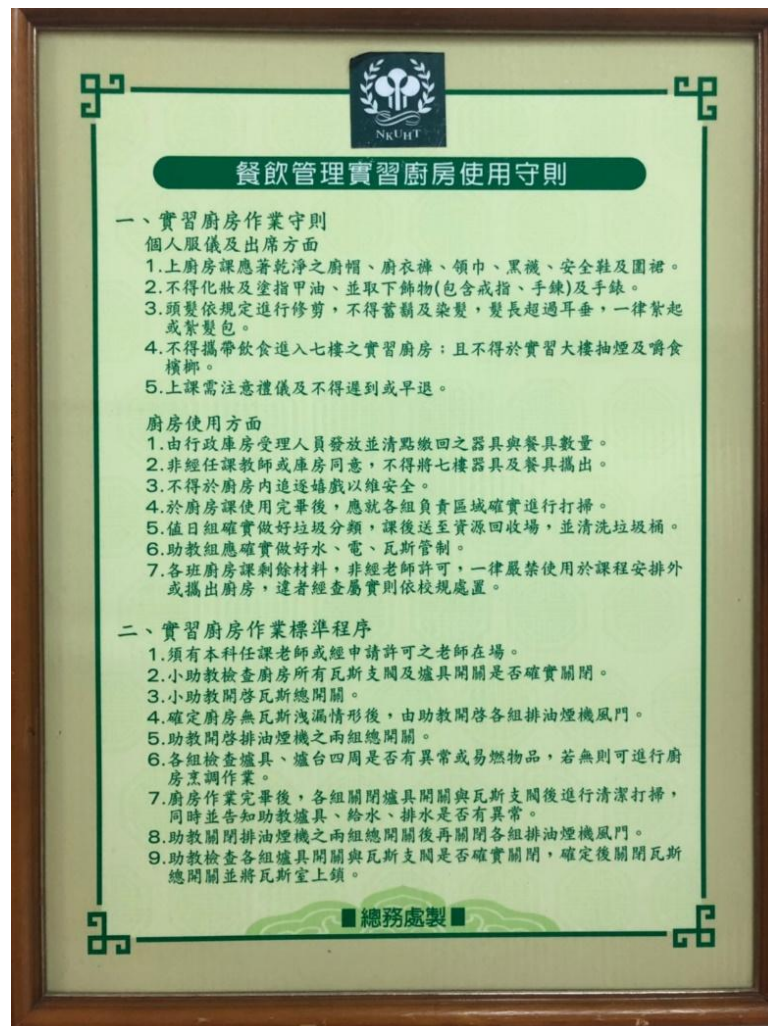 NKUHT
餐飲管理實習廚房使用守則
一、實習廚房作業守則
個人服儀及出席方面
1.上廚房課應著乾淨之廚帽、廚衣褲、領巾、黑襪、安全鞋及圍裙。
2.不得化妝及塗指甲油、並取下飾物(包含戒指、手鍊)及手錶。
3.頭髮依規定進行修剪,不得蓄鬍及染髮,髮長超過耳垂,一律紮起
或紮髮包。
4.不得攜帶飲食進入七樓之實習廚房;且不得於實習大樓抽煙及嚼食
檳榔。
5.上課需注意禮儀及不得遲到或早退。
廚房使用方面
1.由行政庫房受理人員發放並清點繳回之器具與餐具數量。
2.非經任課教師或庫房同意,不得將七樓器具及餐具攜出。
3.不得於廚房內追逐嬉戲以維安全。
4.於廚房課使用完畢後,應就各組負責區域確實進行打掃。
5.值日組確實做好垃圾分類,課後送至資源回收場,並清洗垃圾桶。
6.助教組應確實做好水、電、瓦斯管制。
7.各班廚房課剩餘材料,非經老師許可,一律嚴禁使用於課程安排外
或攜出廚房,違者經查屬實則依校規處置。
二、實習廚房作業標準程序
1.須有本科任課老師或經申請許可之老師在場。
2.小助教檢查廚房所有瓦斯支閥及爐具開關是否確實關閉。
3.小助教開啓瓦斯總開關。
4.確定廚房無瓦斯洩漏情形後,由助教開啓各組排油煙機風門。
5.助教開啓排油煙機之兩組總開關。
6.各組檢查爐具、爐台四周是否有異常或易燃物品,若無則可進行廚
房烹調作業。
7.廚房作業完畢後,各組關閉爐具開關與瓦斯支閥後進行清潔打掃,
同時並告知助教爐具、給水、排水是否有異常。
8.助教關閉排油煙機之兩組總開關後再關閉各組排油煙機風門。
9.助教檢查各組爐具開關與瓦斯支閥是否確實關閉,確定後關閉瓦斯
總開關並將瓦斯室上鎖。
■總務處製■